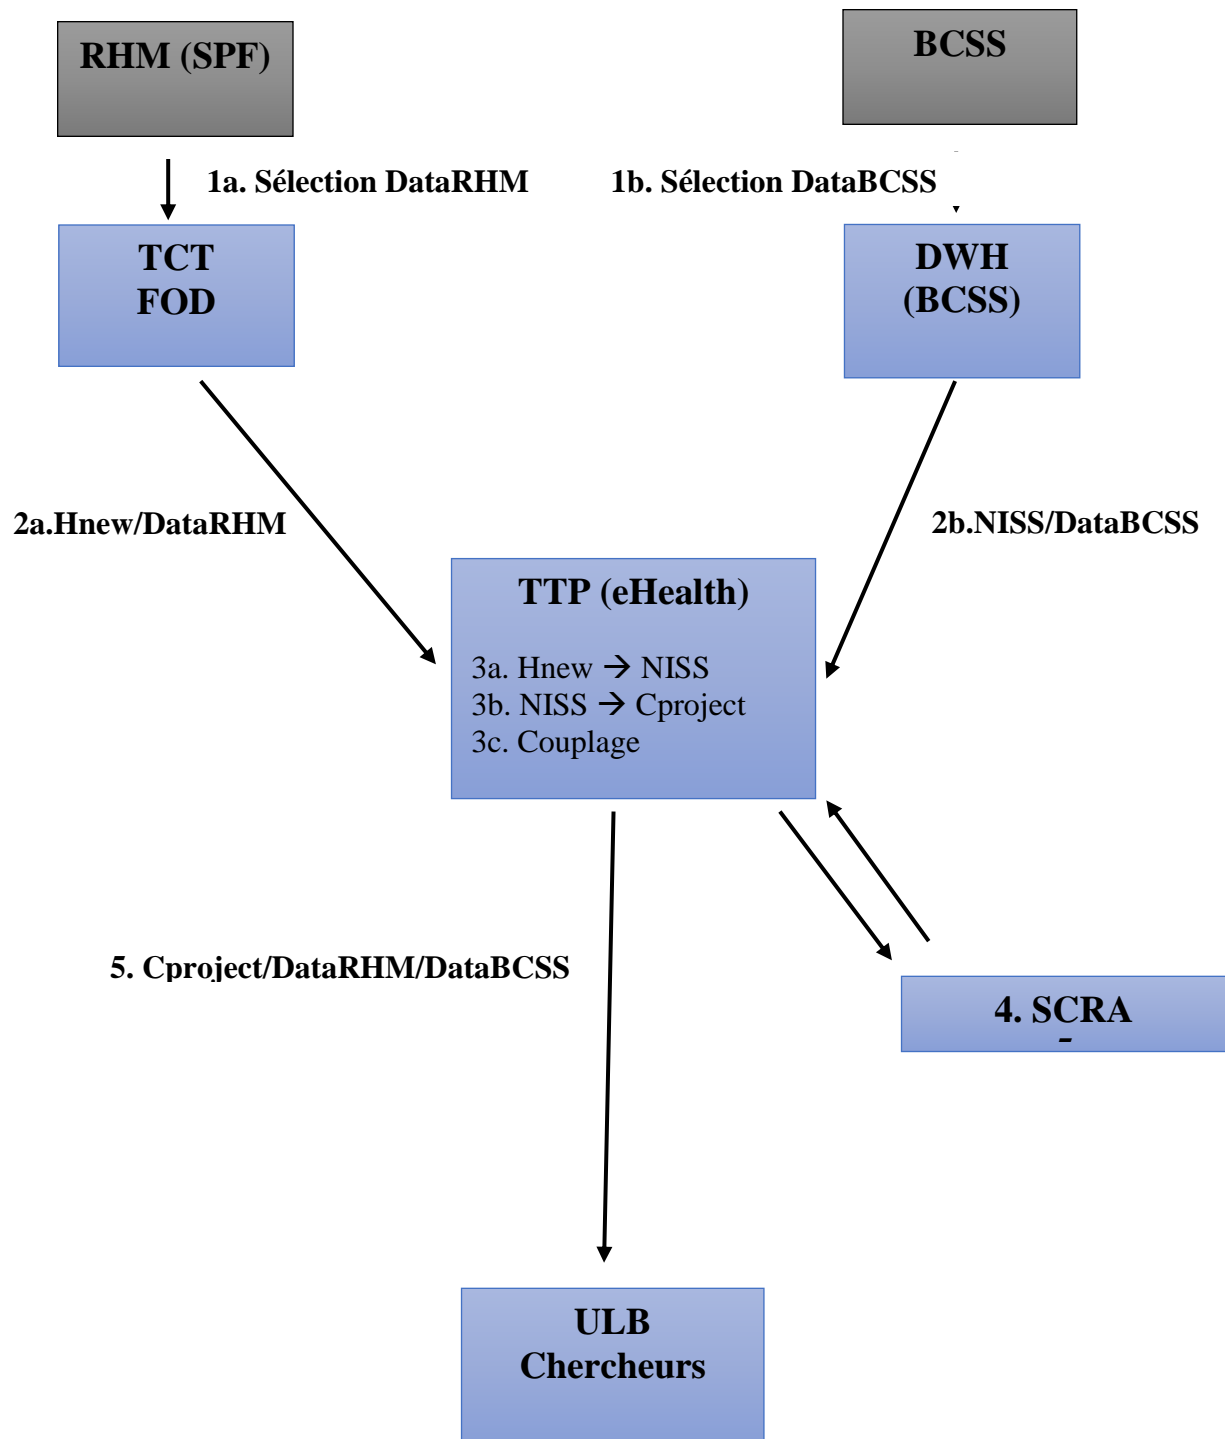 RHM (SPF)
BCSS
1a. Sélection DataRHM
1b. Sélection DataBCSS
TCT
FOD
DWH
(BCSS)
2a.Hnew/DataRHM
2b.NISS/DataBCSS
TTP (eHealth)
3a. Hnew → NISS
3b. NISS → Cproject
3c. Couplage
5. Cproject/DataRHM/DataBCSS
4. SCRA
ULB
Chercheurs